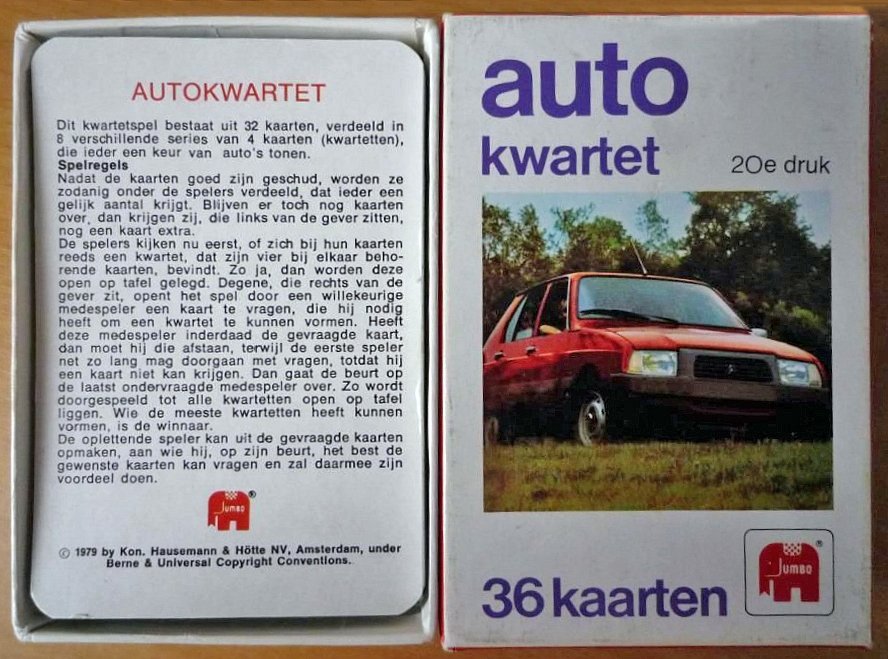 AUTOKWARTET
Dit kwartetspel bestaat uit 32 kaarten, verdeeld in
8 verschillende series van 4 kaarten (kwartetten),
die ieder een keur van auto's tonen.
Spelregels
Nadat de kaarten goed zijn geschud, worden ze
zodanig onder de spelers verdeeld, dat ieder een
gelijk aantal krijgt. Blijven er toch nog kaarten
over, dan krijgen zij, die links van de gever zitten,
nog een kaart extra.
De spelers kijken nu eerst, of zich bij hun kaarten
reeds een kwartet, dat zijn vier bij elkaar beho-
rende kaarten, bevindt. Zo ja, dan worden deze
open op tafel gelegd. Degene, die rechts van de
gever zit, opent het spel door een willekeurige
medespeler een kaart te vragen, die hij nodig
heeft om een kwartet te kunnen vormen. Heeft
deze medespeler inderdaad de gevraagde kaart,
dan moet hij die afstaan, terwijl de eerste speler
net zo lang mag doorgaan met vragen, totdat hij
een kaart niet kan krijgen. Dan gaat de beurt op
de laatst ondervraagde medespeler over. Zo wordt
doorgespeeld tot alle kwartetten open op tafel
liggen. Wie de meeste kwartetten heeft kunnen
vormen, is de winnaar.
De oplettende speler kan uit de gevraagde kaarten
opmaken, aan wie hij, op zijn beurt, het best de
gewenste kaarten kan vragen en zal daarmee zijn
voordeel doen.
Jumbo®
© 1979 by Kon. Hausemann & Hötte NV, Amsterdam, under
Berne & Universal Copyright Conventions.
auto
kwartet
20e druk
36 kaarten
Jumbo®